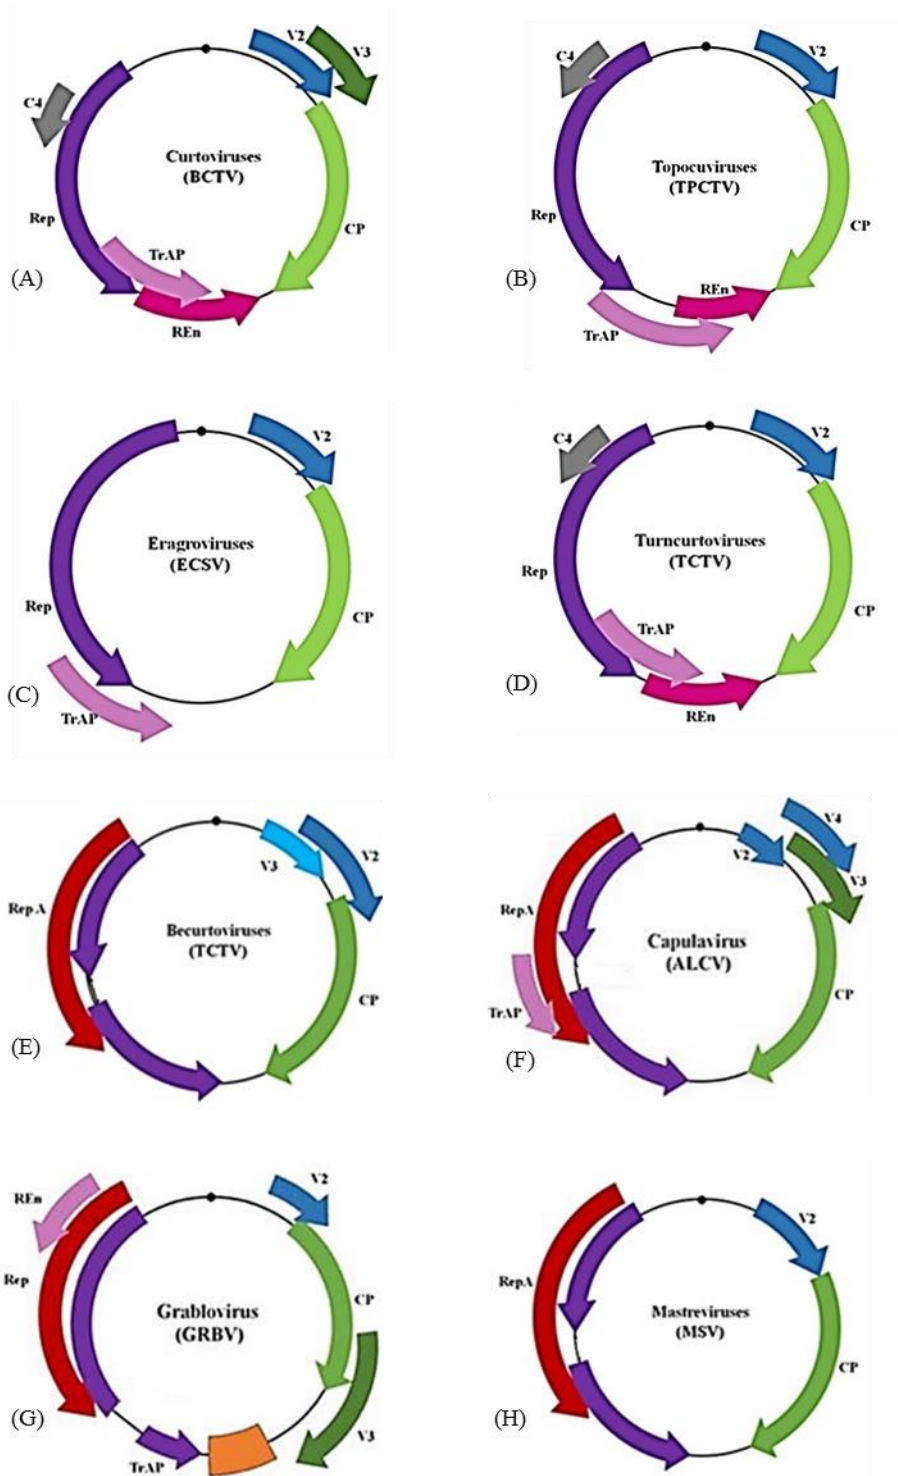 V2
V3
C4
Curtoviruses
(BCTV)
Rep
CP
TrAP
(A)
REn
V2
C4
Topocuviruses
(TPCTV)
Rep
CP
(B)
REn
TrAP
V2
Eragroviruses
(ECSV)
Rep
CP
(C)
TrAP
V2
C4
Turncurtoviruses
(TCTV)
Rep
CP
TrAP
(D)
REn
V2
V3
Rep A
Becurtoviruses
(TCTV)
CP
(E)
V4
V2
V3
RepA
Capulavirus
(ALCV)
CP
TrAP
(F)
V2
REn
Rep
CP
Grablovirus
(GRBV)
(G)
V3
TrAP
V2
RepA
Mastreviruses
(MSV)
CP
(H)